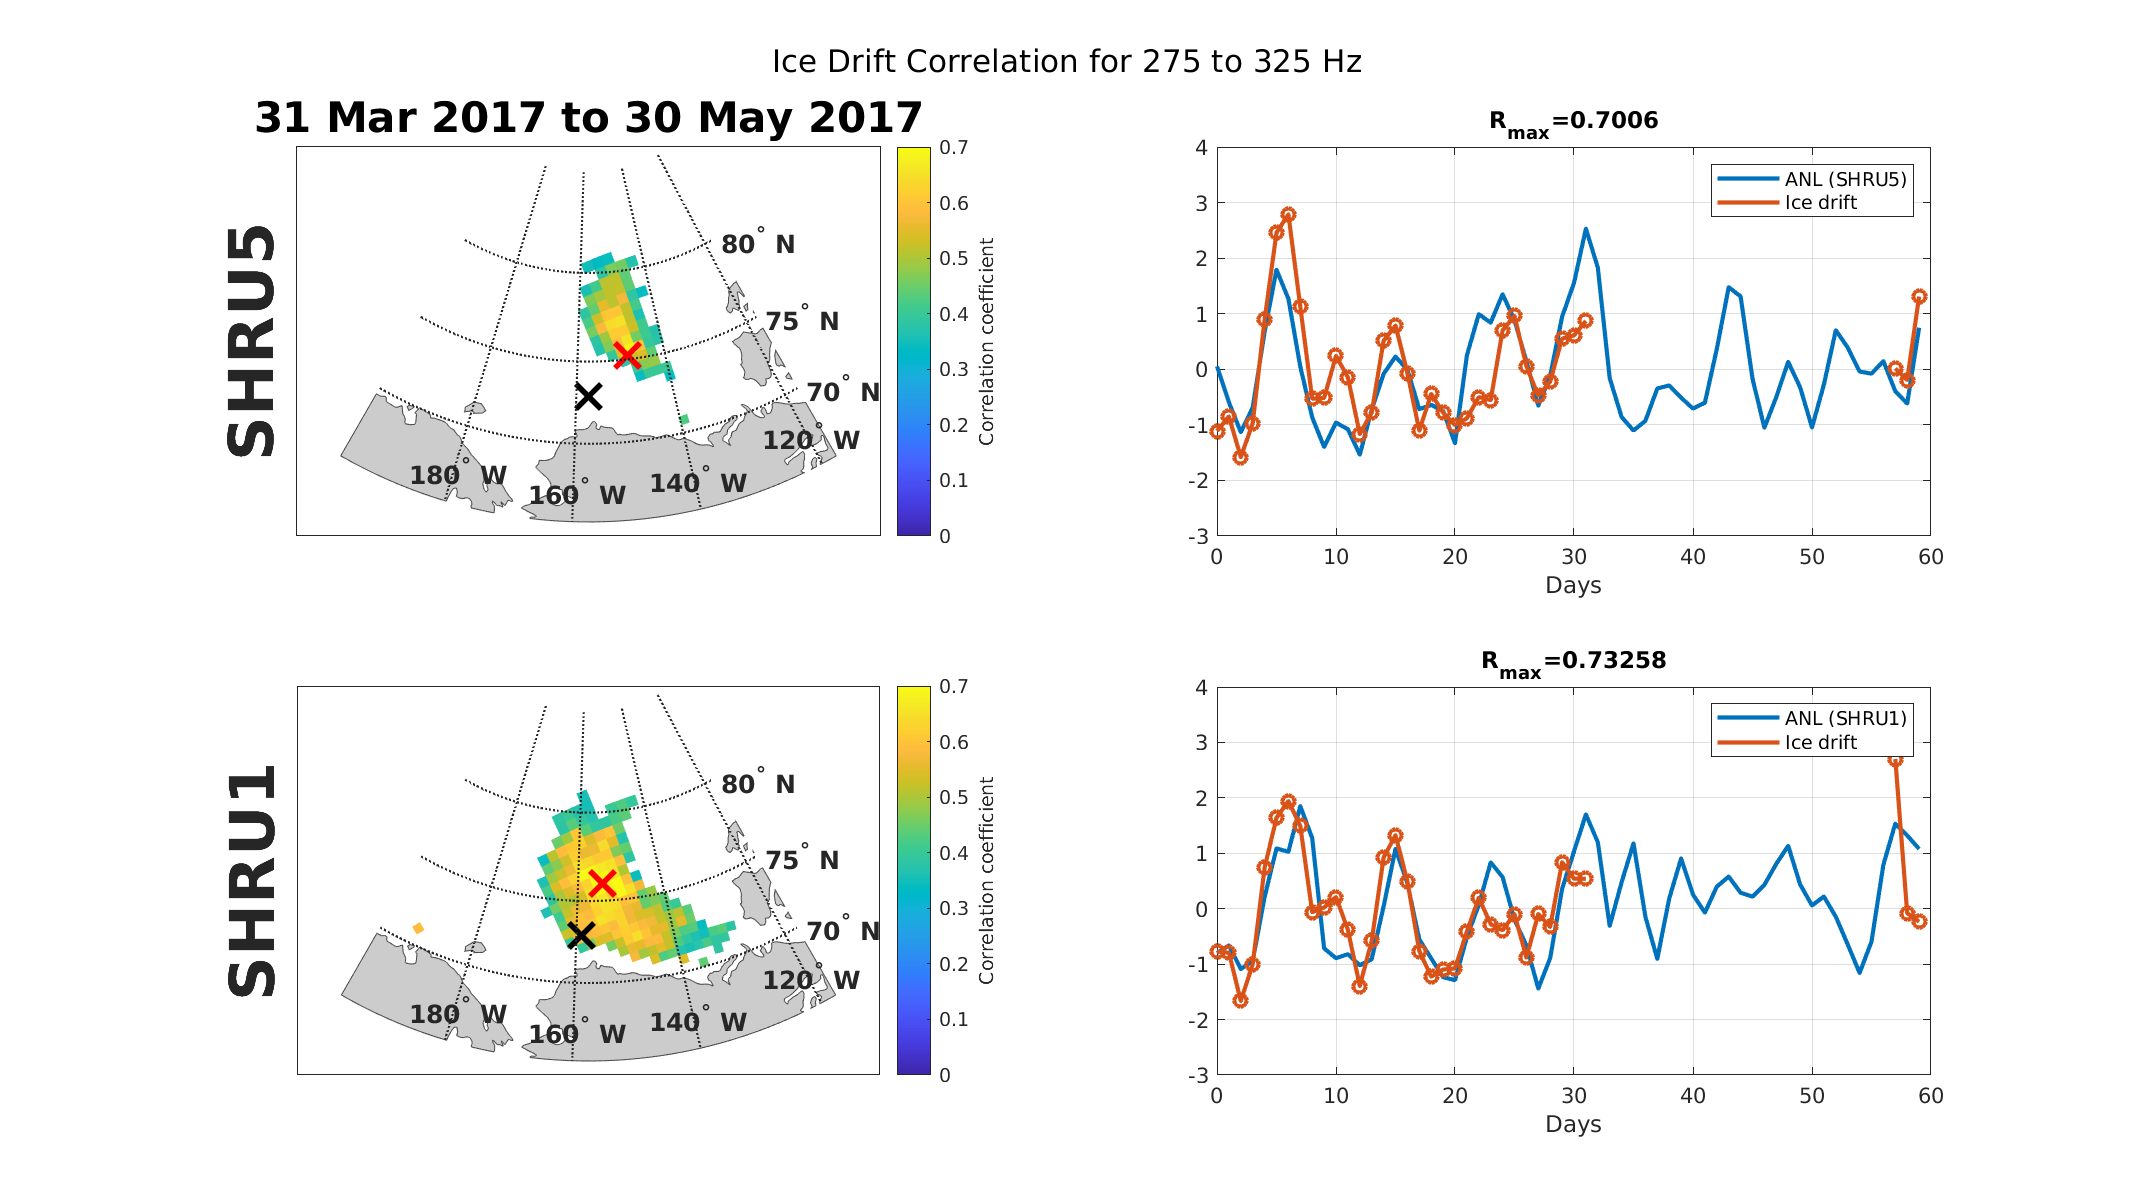 Ice Drift Correlation for 275 to 325 Hz
31 Mar 2017 to 30 May 2017
SHRU5
80° N
75° N
70° N
120° W
180° W
160° W
140° W
0.7
0.6
0.5
0.4
0.3
0.2
0.1
0
Correlation coefficient
Rmax=0.7006
4
3
2
1
0
-1
-2
-3
0 10 20 30 40 50 60
Days
ANL (SHRU5)
Ice drift
SHRU1
80° N
75° N
70° N
120° W
180° W
160° W
140° W
0.7
0.6
0.5
0.4
0.3
0.2
0.1
0
Correlation coefficient
Rmax=0.73258
4
3
2
1
0
-1
-2
-3
0 10 20 30 40 50 60
Days
ANL (SHRU1)
Ice drift